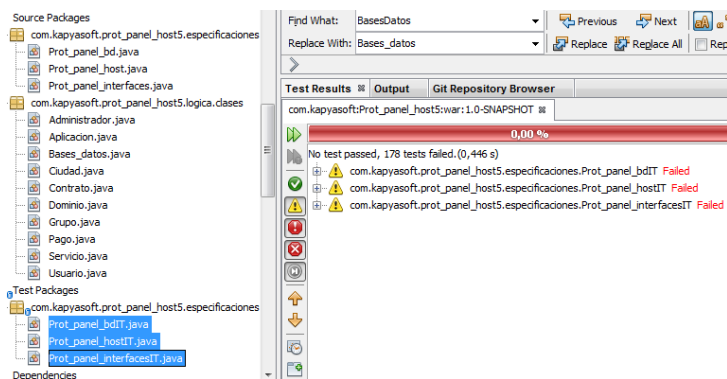 Source Packages
com.kapyasoft.prot_panel_host5.especificaciones
Prot_panel_bd.java
Prot_panel_host.java
Prot_panel_interfaces.java
com.kapyasoft.prot_panel_host5.logica.clases
Administrador.java
Aplicacion.java
Bases_datos.java
Ciudad.java
Contrato.java
Dominio.java
Grupo.java
Pago.java
Servicio.java
Usuario.java
Test Packages
com.kapyasoft.prot_panel_host5.especificaciones
Prot_panel_bdIT.java
Prot_panel_hostIT.java
Prot_panel_interfacesIT.java
Dependencies
Find What: BasesDatos Previous Next aA
Replace With: Bases_datos Replace Replace All Rep
Test Results Output Git Repository Browser
com.kapyasoft:Prot_panel_host5:war:1.0-SNAPSHOT
0,00 %
No test passed, 178 tests failed.(0,446 s)
com.kapyasoft.prot_panel_host5.especificaciones.Prot_panel_bdIT Failed
com.kapyasoft.prot_panel_host5.especificaciones.Prot_panel_hostIT Failed
com.kapyasoft.prot_panel_host5.especificaciones.Prot_panel_interfacesIT Failed